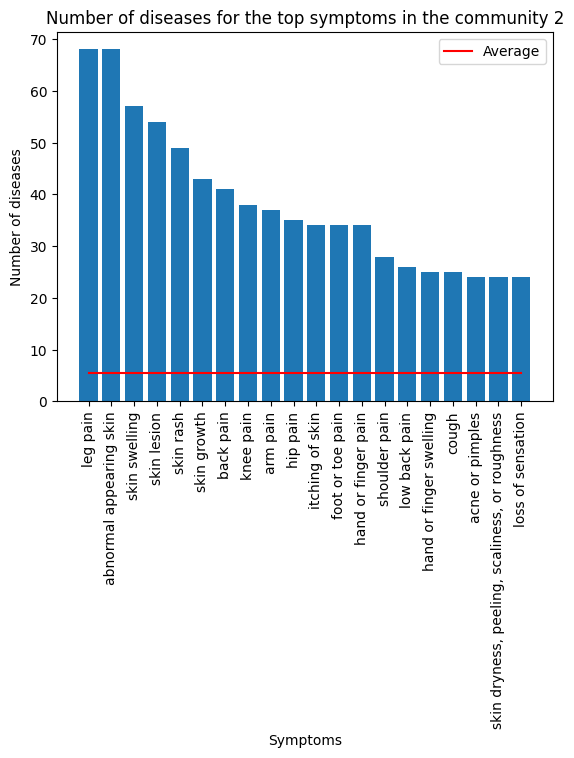 Number of diseases for the top symptoms in the community 2
Average
Number of diseases
70
60
50
40
30
20
10
0
leg pain
abnormal appearing skin
skin swelling
skin lesion
skin rash
skin growth
back pain
knee pain
arm pain
hip pain
itching of skin
foot or toe pain
hand or finger pain
shoulder pain
low back pain
hand or finger swelling
cough
acne or pimples
skin dryness, peeling, scaliness, or roughness
loss of sensation
Symptoms